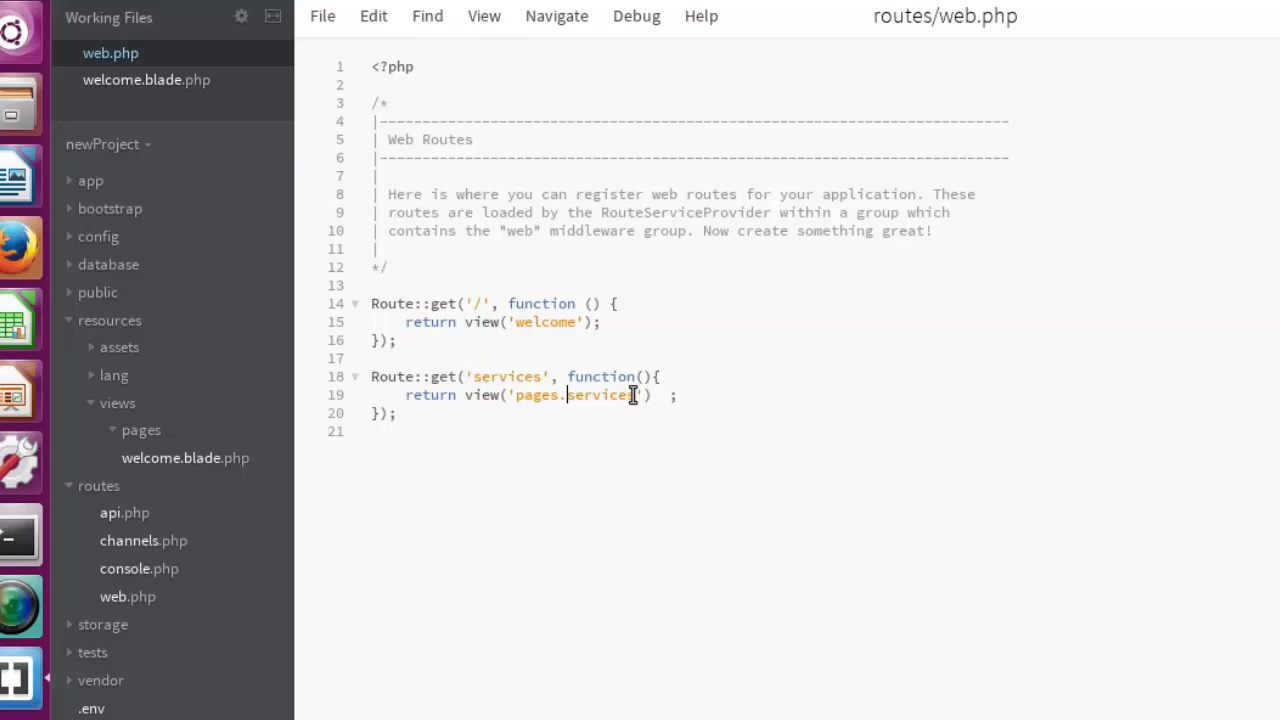 Working Files
web.php
welcome.blade.php
newProject
app
bootstrap
config
database
public
resources
assets
lang
views
pages
welcome.blade.php
routes
api.php
channels.php
console.php
web.php
storage
tests
vendor
.env
File Edit Find View Navigate Debug Help routes/web.php
1 <?php
2
3 /*
4 |--------------------------------------------------------------------------
5 | Web Routes
6 |--------------------------------------------------------------------------
7 |
8 | Here is where you can register web routes for your application. These
9 | routes are loaded by the RouteServiceProvider within a group which
10 | contains the "web" middleware group. Now create something great!
11 |
12 */
13
14 Route::get('/', function () {
15     return view('welcome');
16 });
17
18 Route::get('services', function(){
19     return view('pages.services')  ;
20 });
21